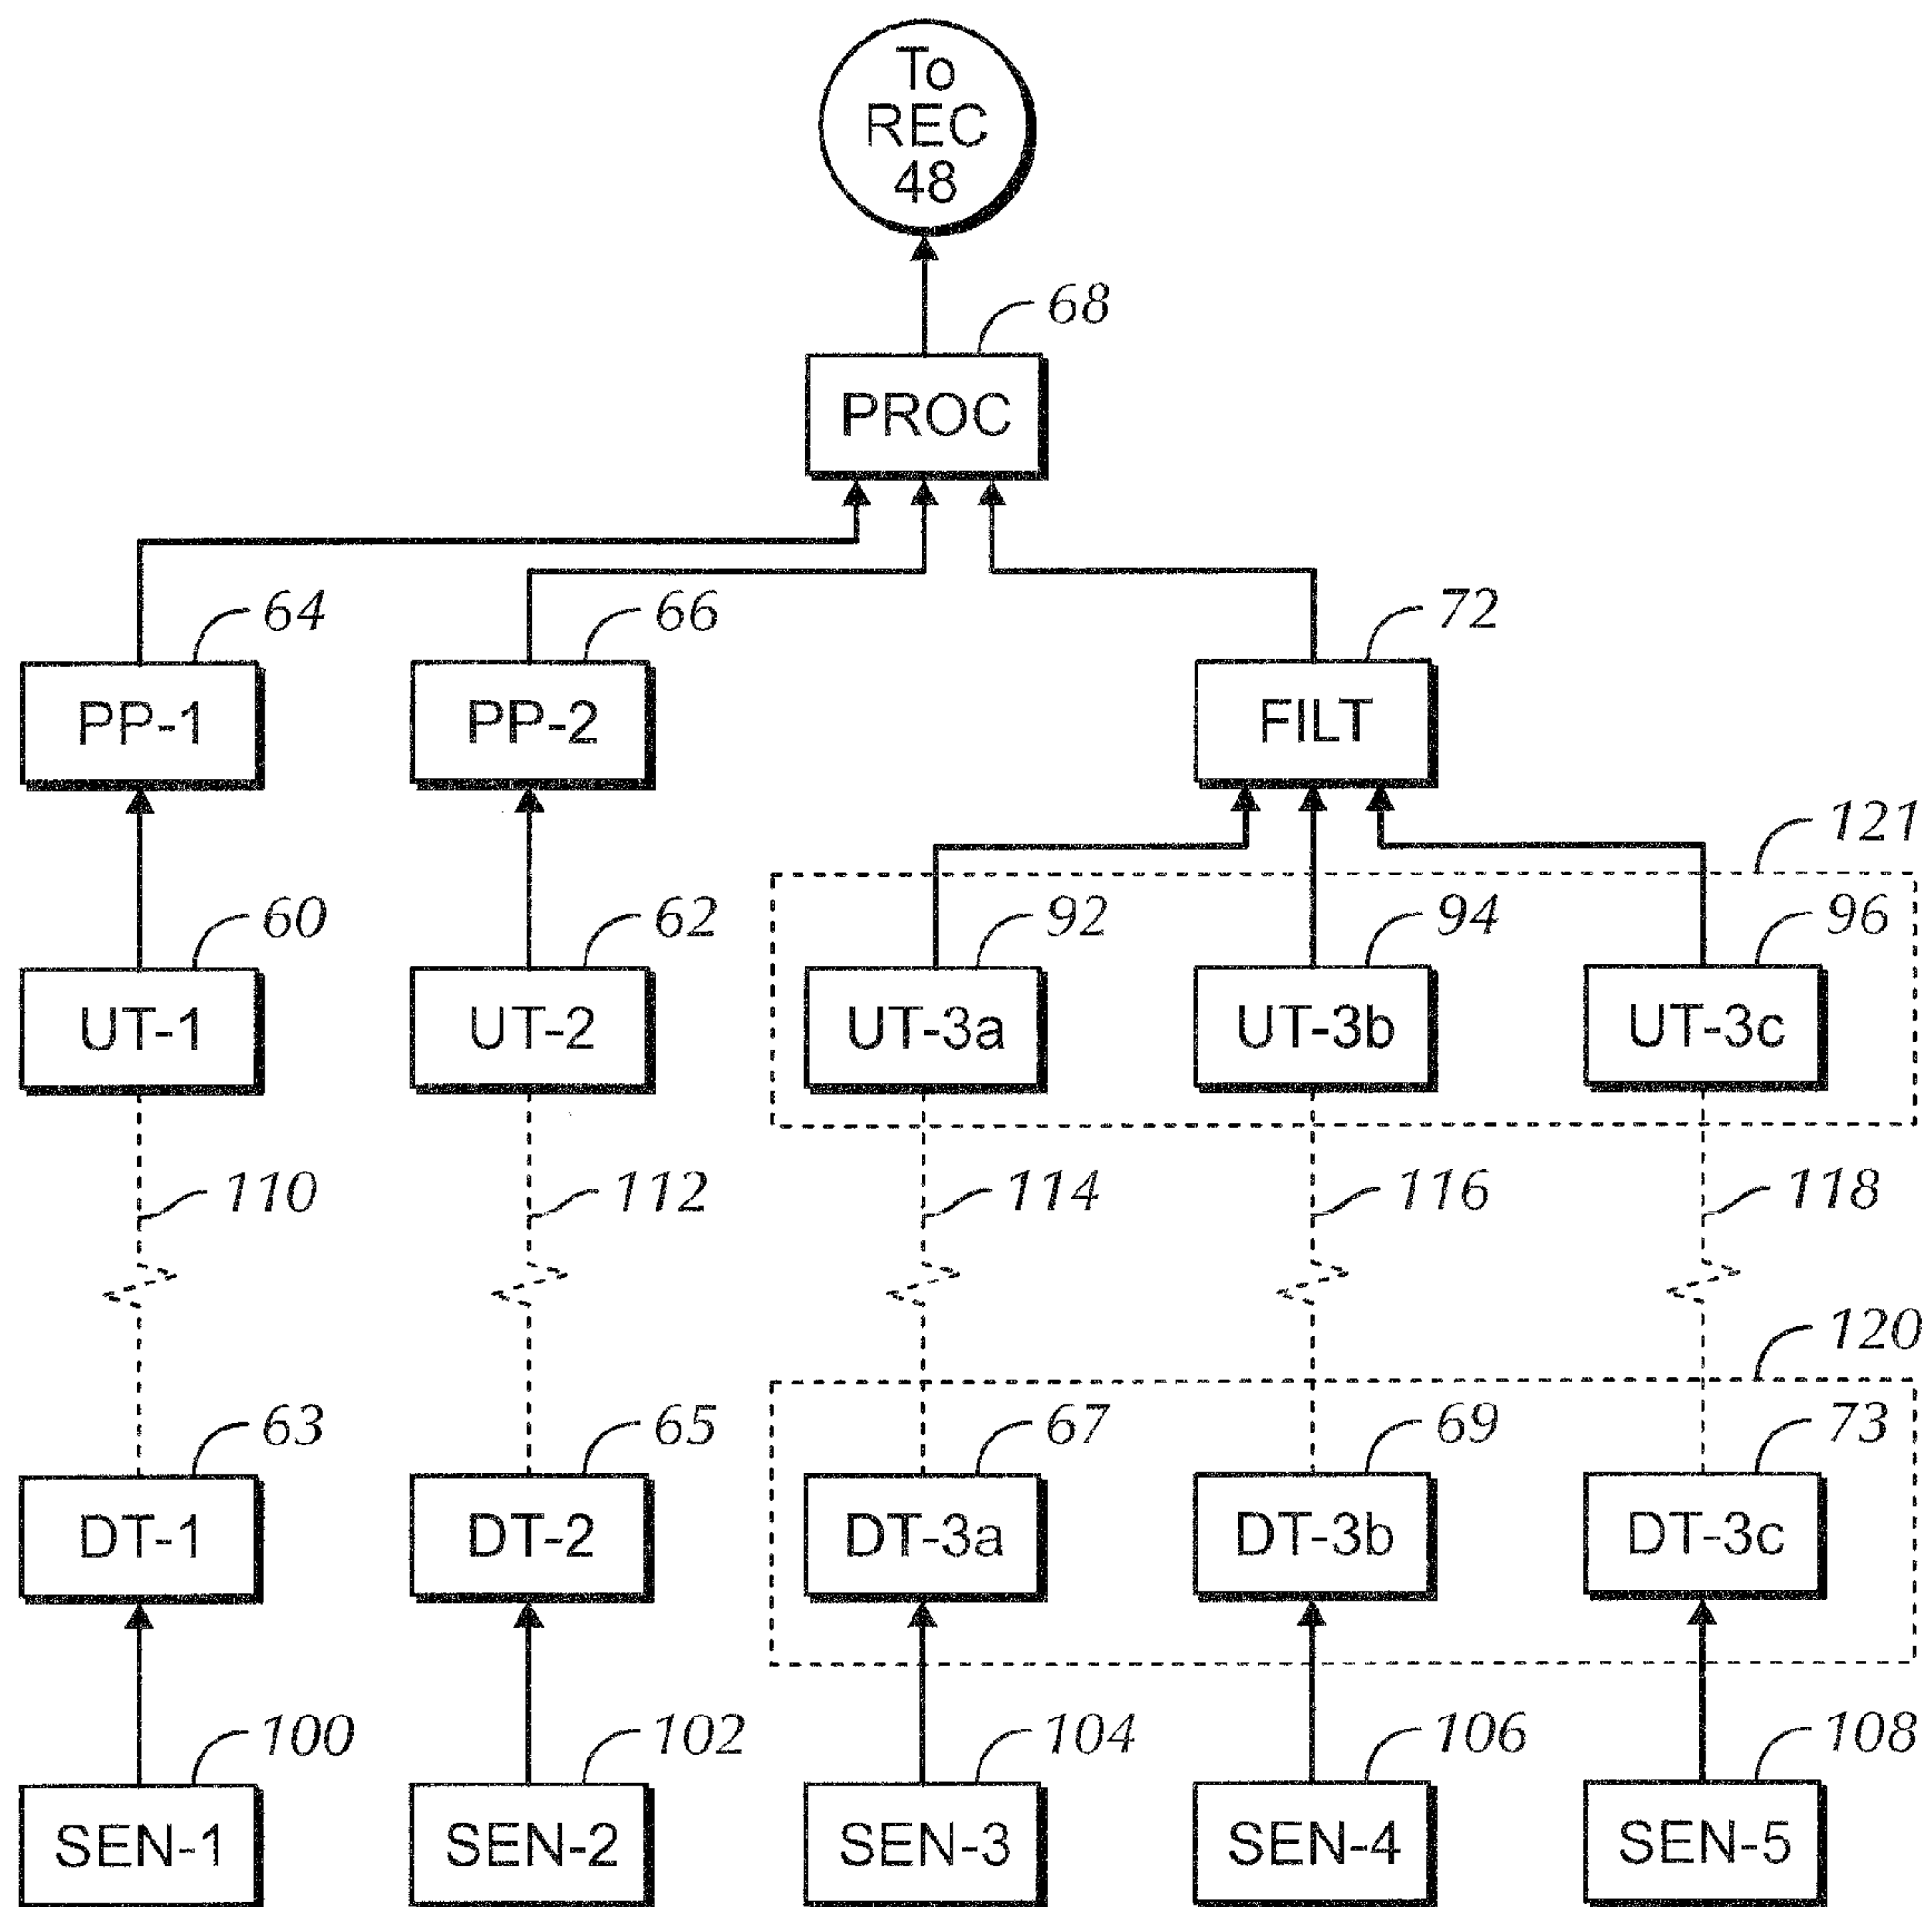 To
REC
48
68
PROC
64
66
72
PP-1
PP-2
FILT
121
60
62
92
94
96
UT-1
UT-2
UT-3a
UT-3b
UT-3c
110
112
114
116
118
120
63
65
67
69
73
DT-1
DT-2
DT-3a
DT-3b
DT-3c
100
102
104
106
108
SEN-1
SEN-2
SEN-3
SEN-4
SEN-5